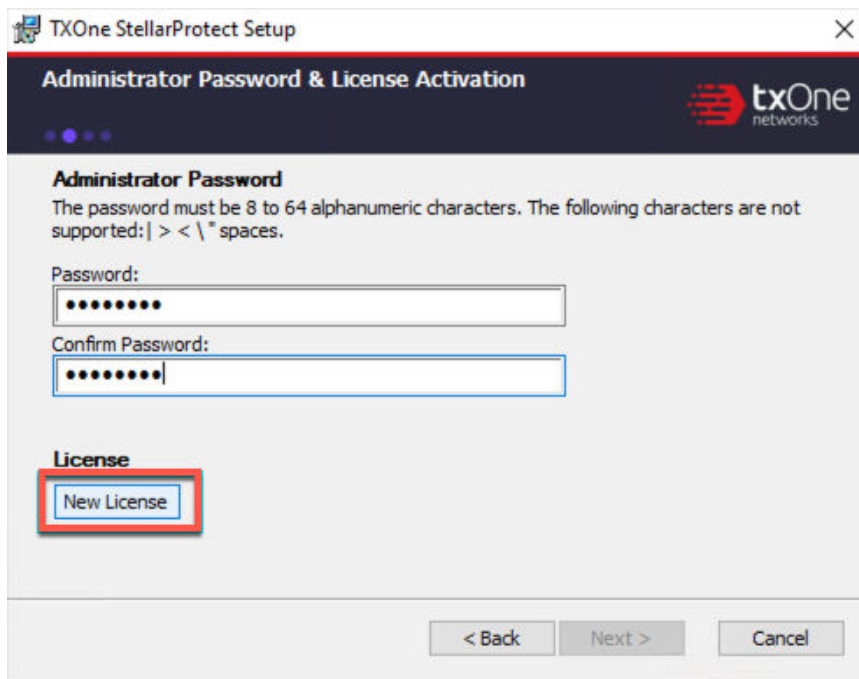 TXOne StellarProtect Setup
Administrator Password & License Activation
txOne
networks
Administrator Password
The password must be 8 to 64 alphanumeric characters. The following characters are not
supported:| > < \ " spaces.
Password:
Confirm Password:
License
New License
< Back
Next >
Cancel